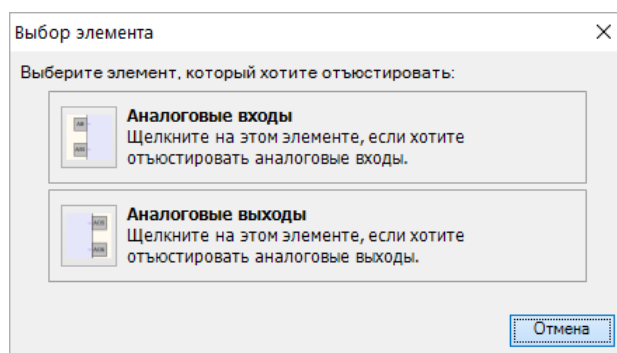 Выбор элемента
Выберите элемент, который хотите отъюстировать:
Аналоговые входы
Щелкните на этом элементе, если хотите
отъюстировать аналоговые входы.
Аналоговые выходы
Щелкните на этом элементе, если хотите
отъюстировать аналоговые выходы.
Отмена